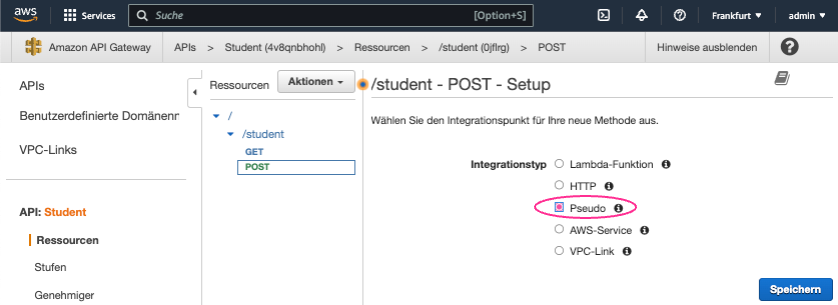 aws Services Suche [Option+S] Frankfurt admin
Amazon API Gateway APIs > Student (4v8qnbhohl) > Ressourcen > /student (0jflrg) > POST Hinweise ausblenden ?
APIs
Benutzerdefinierte Domänenn
VPC-Links
API: Student
Ressourcen
Stufen
Genehmiger
Ressourcen Aktionen
/
/student
GET
POST
/student - POST - Setup
Wählen Sie den Integrationspunkt für Ihre neue Methode aus.
Integrationstyp Lambda-Funktion
HTTP
Pseudo
AWS-Service
VPC-Link
Speichern